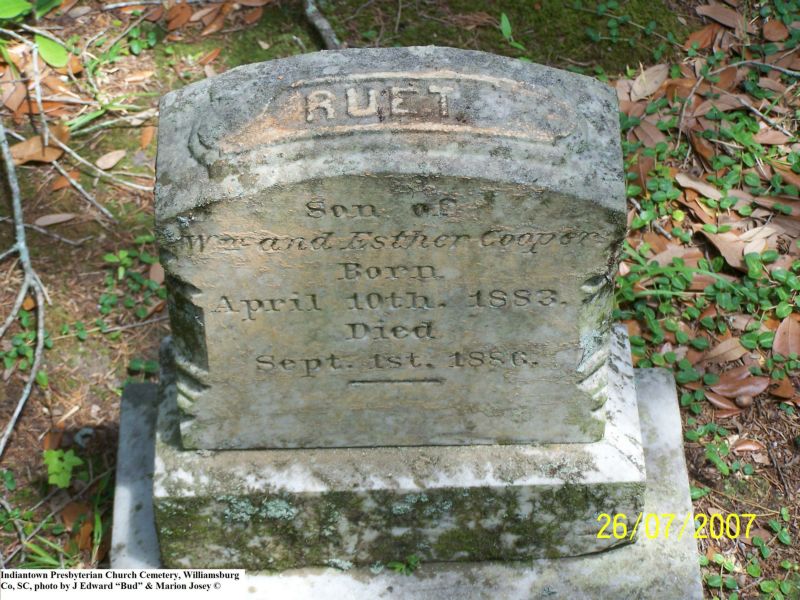 RUET
Son of
Wm and Esther Cooper
Born
April 10th. 1883.
Died
Sept. 1st. 1886.
26/07/2007
Indiantown Presbyterian Church Cemetery, Williamsburg
Co, SC, photo by J Edward “Bud” & Marion Josey ©